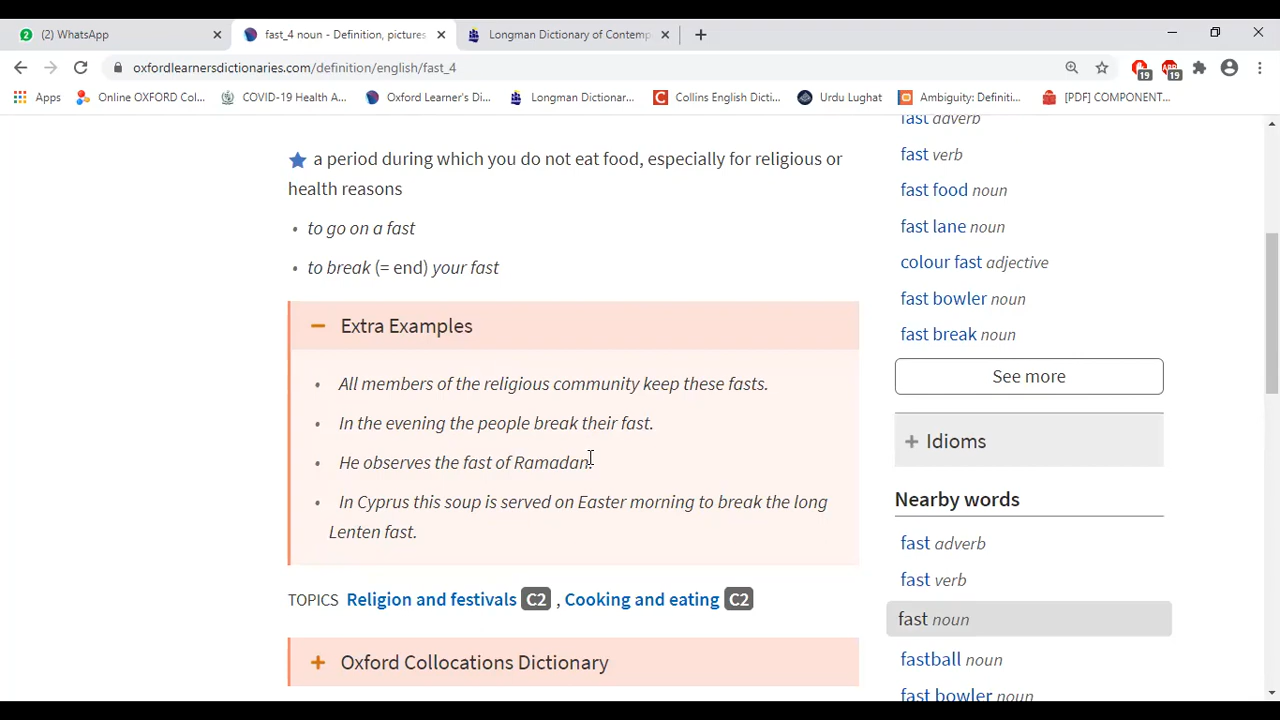 2 (2) WhatsApp
fast_4 noun - Definition, pictures
Longman Dictionary of Contemp
oxfordlearnersdictionaries.com/definition/english/fast_4
19
19
Apps
Online OXFORD Col...
COVID-19 Health A...
Oxford Learner's Di...
Longman Dictionar...
Collins English Dicti...
Urdu Lughat
Ambiguity: Definiti...
[PDF] COMPONENT...
a period during which you do not eat food, especially for religious or
health reasons
• to go on a fast
• to break (= end) your fast
Extra Examples
• All members of the religious community keep these fasts.
• In the evening the people break their fast.
• He observes the fast of Ramadan.
• In Cyprus this soup is served on Easter morning to break the long
Lenten fast.
TOPICS Religion and festivals C2 , Cooking and eating C2
Oxford Collocations Dictionary
fast adverb
fast verb
fast food noun
fast lane noun
colour fast adjective
fast bowler noun
fast break noun
See more
Idioms
Nearby words
fast adverb
fast verb
fast noun
fastball noun
fast bowler noun